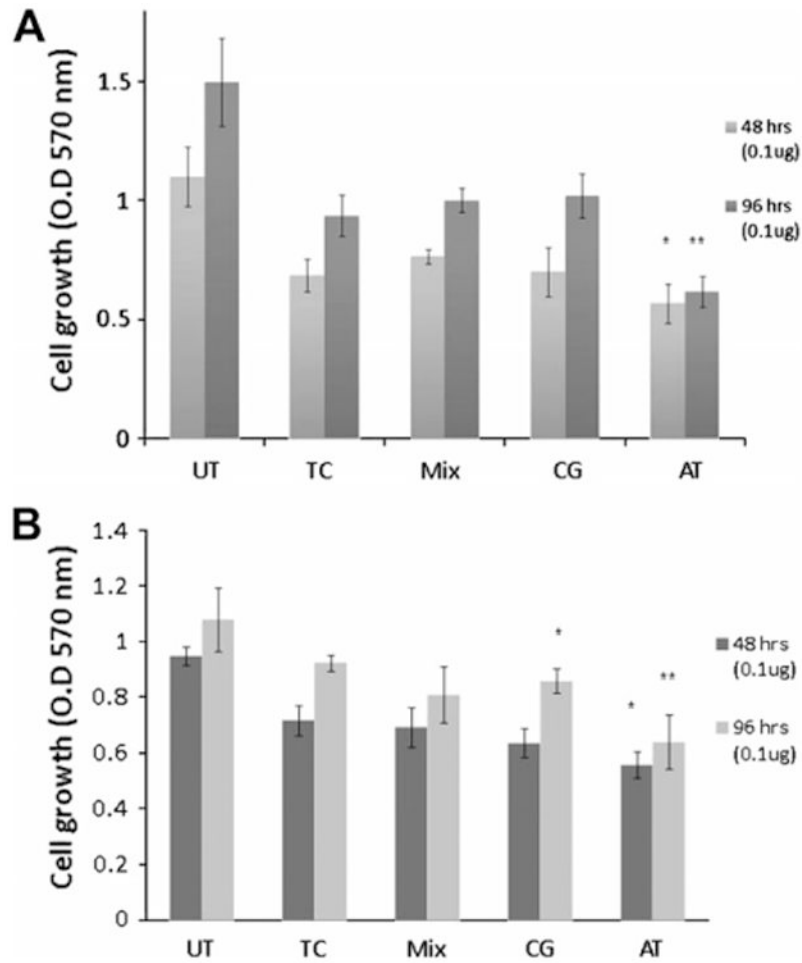 A
Cell growth (O.D 570 nm)
1.5
1
0.5
0
48 hrs
(0.1ug)
96 hrs
(0.1ug)
* **
UT TC Mix CG AT
B
Cell growth (O.D 570 nm)
1.4
1.2
1
0.8
0.6
0.4
0.2
0
*
* **
48 hrs
(0.1ug)
96 hrs
(0.1ug)
UT TC Mix CG AT